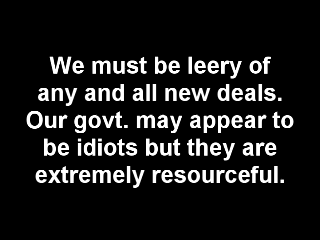 We must be leery of
any and all new deals.
Our govt. may appear to
be idiots but they are
extremely resourceful.